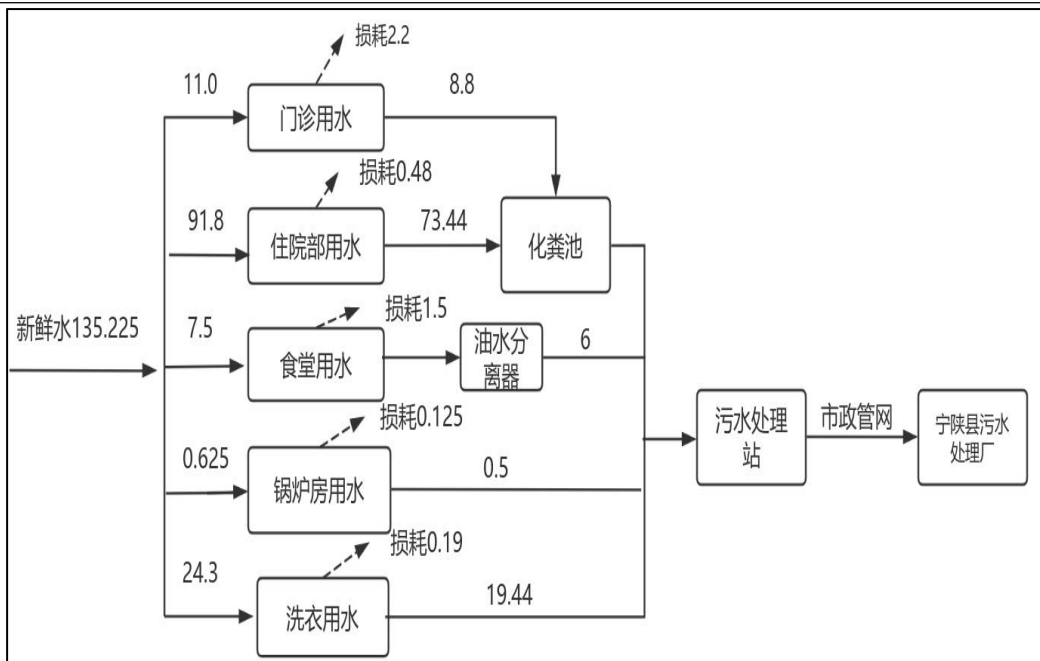 损耗2.2
11.0
门诊用水
8.8
损耗0.48
91.8
住院部用水
73.44
化粪池
新鲜水135.225
7.5
损耗1.5
食堂用水
油水分
离器
6
损耗0.125
0.625
锅炉房用水
0.5
污水处理
站
市政管网
宁陕县污水
处理厂
损耗0.19
24.3
洗衣用水
19.44